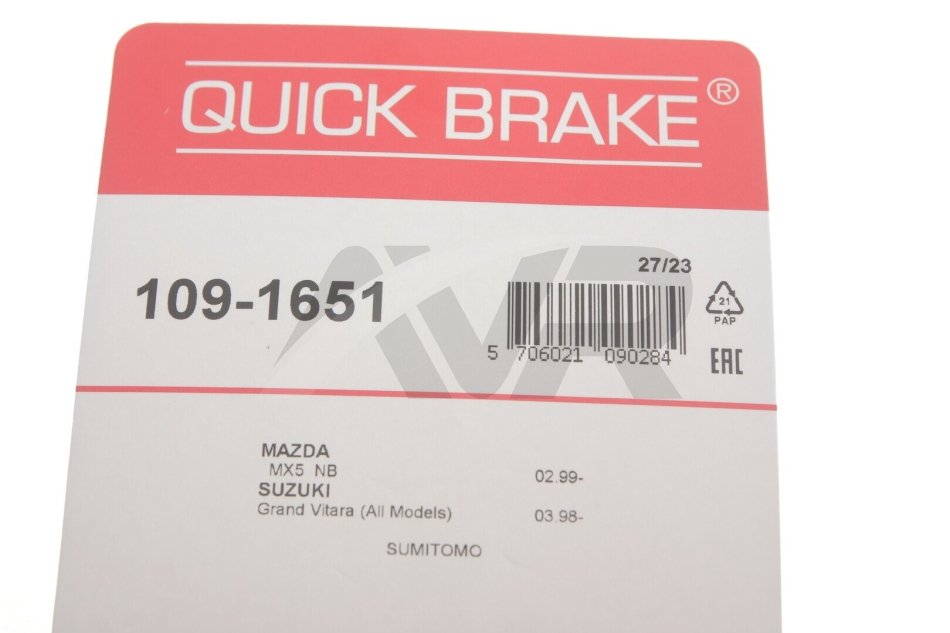 QUICK BRAKE®
27/23
109-1651
5 706021 090284
21
PAP
EAC
MAZDA
MX5 NB 02.99-
SUZUKI
Grand Vitara (All Models) 03.98-
SUMITOMO
AVR